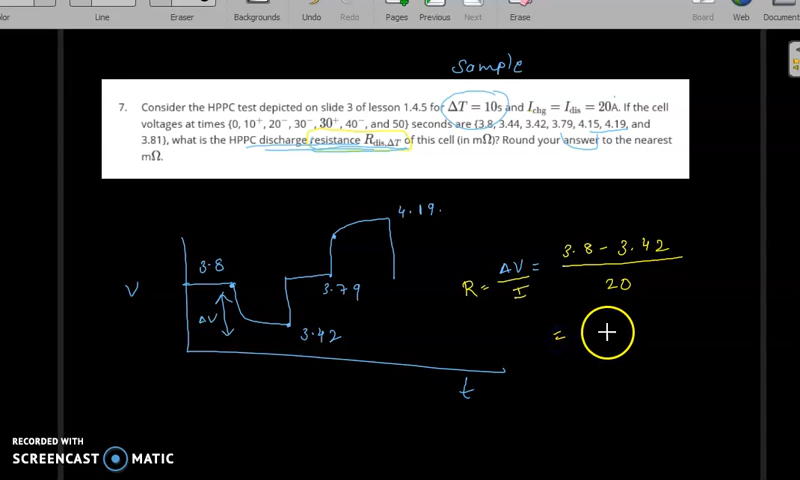 olor
Line
Eraser
Backgrounds
Undo
Redo
Pages
Previous
Next
Erase
Board
Web
Document
sample
7. Consider the HPPC test depicted on slide 3 of lesson 1.4.5 for ΔT = 10s and I_chg = I_dis = 20A. If the cell
voltages at times {0, 10⁺, 20⁻, 30⁻, 30⁺, 40⁻, and 50} seconds are {3.8, 3.44, 3.42, 3.79, 4.15, 4.19, and
3.81}, what is the HPPC discharge resistance R_dis,ΔT of this cell (in mΩ)? Round your answer to the nearest
mΩ.
4.19.
3.8
V
ΔV
3.79
3.42
t
R = ΔV/I = (3.8 - 3.42)/20
=
RECORDED WITH
SCREENCAST MATIC